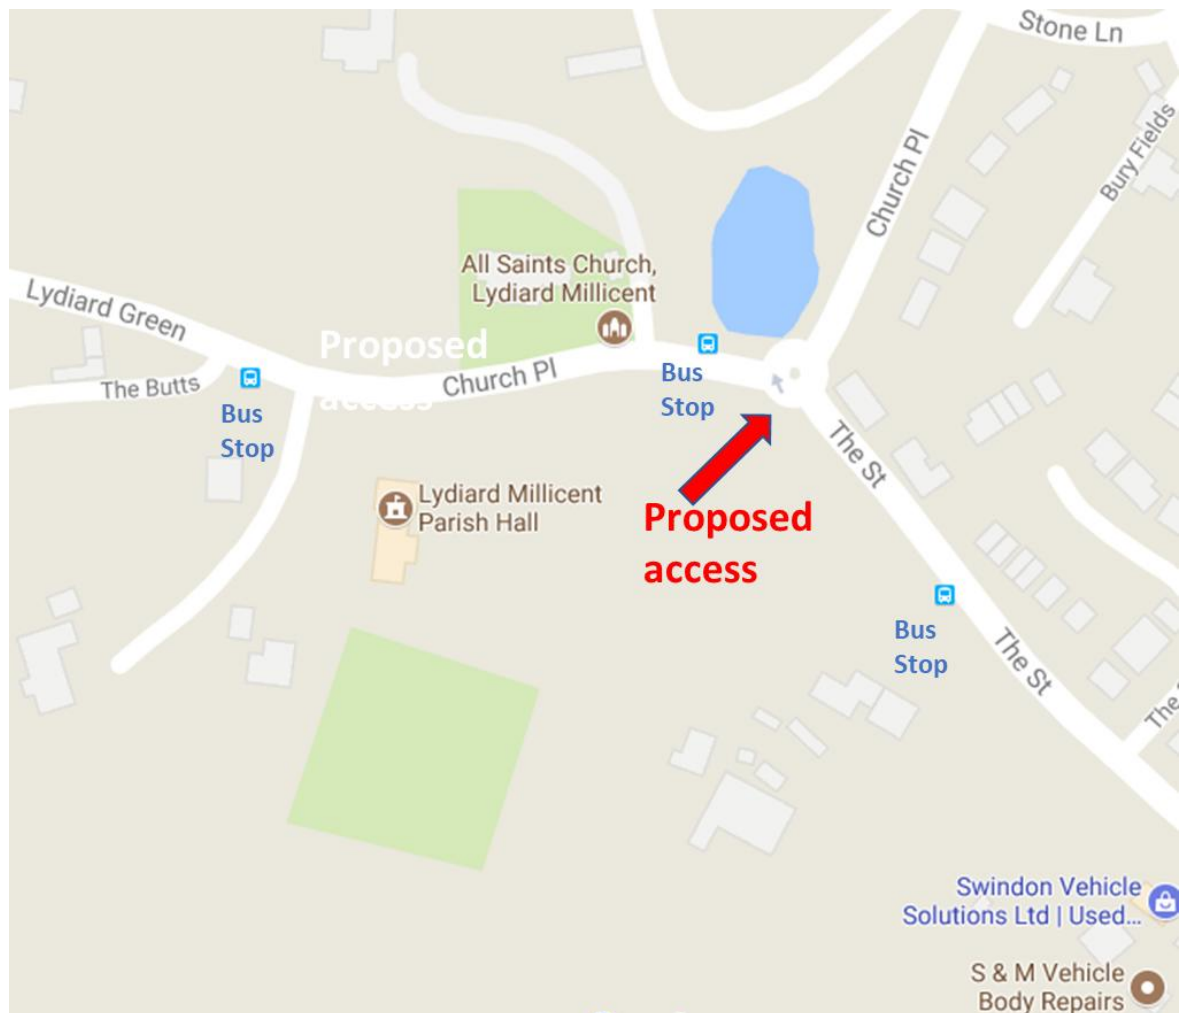 Stone Ln
Church Pl
Bury Fields
All Saints Church,
Lydiard Millicent
Lydiard Green
Proposed
access
The Butts
Church Pl
Bus
Stop
Bus
Stop
The St
Lydiard Millicent
Parish Hall
Proposed
access
Bus
Stop
The St
The
Swindon Vehicle
Solutions Ltd | Used...
S & M Vehicle
Body Repairs